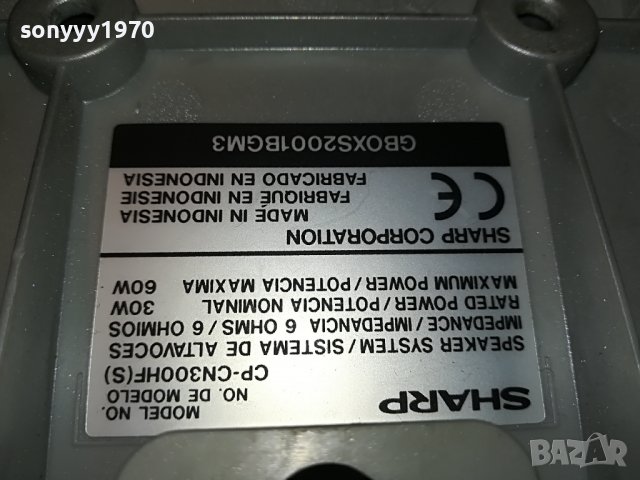 sonyyy1970
SHARP
MODEL NO.
NO. DE MODELO
CP-CN300HF(S)
SPEAKER SYSTEM / SISTEMA DE ALTAVOCES
IMPEDANCE / IMPEDANCIA 6 OHMS / 6 OHMIOS
RATED POWER / POTENCIA NOMINAL 30W
MAXIMUM POWER / POTENCIA MAXIMA 60W
SHARP CORPORATION
CE
MADE IN INDONESIA
FABRIQUÉ EN INDONESIE
FABRICADO EN INDONESIA
GBOXS2001BGM3
BAZAR